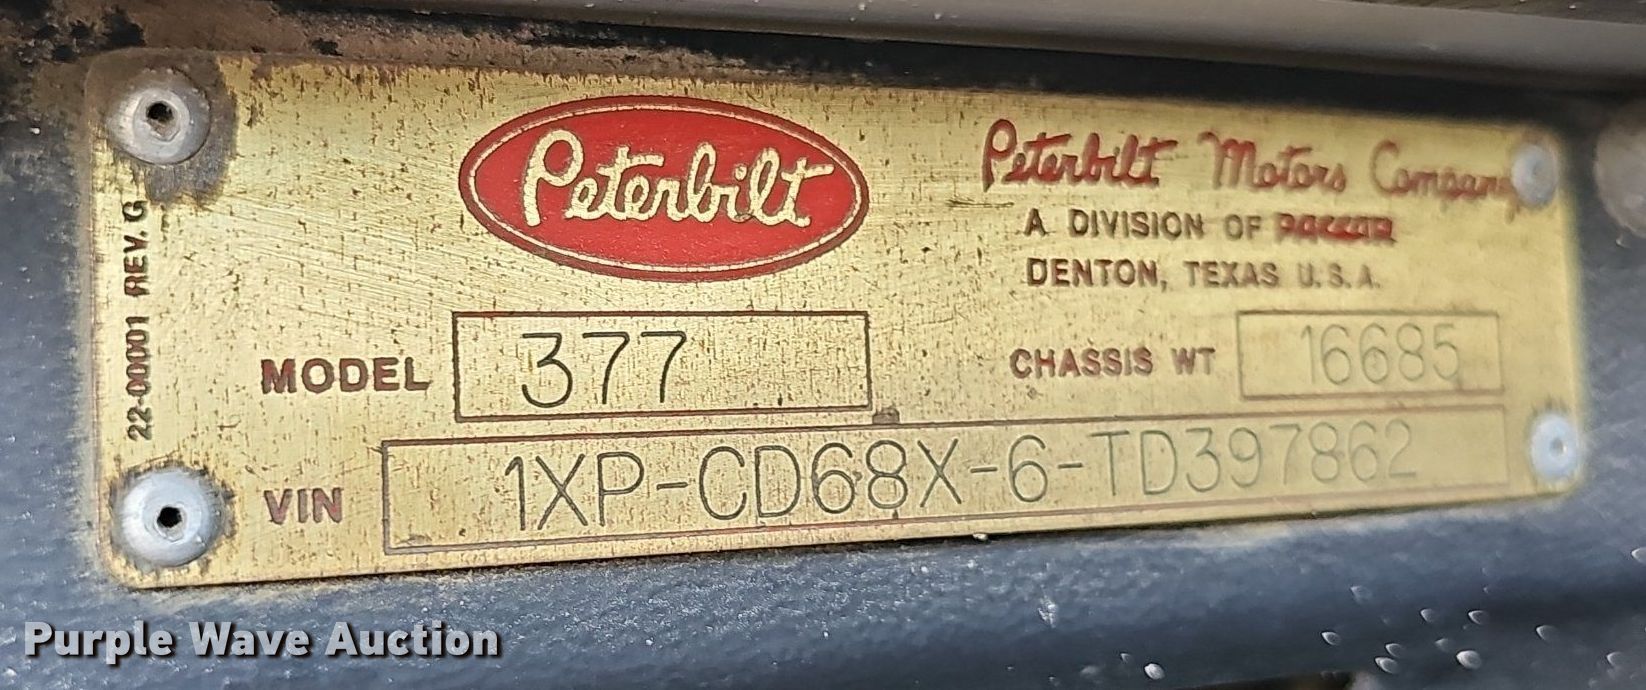 Peterbilt
Peterbilt Motors Company
A DIVISION OF PACCAR
DENTON, TEXAS U.S.A.
22-00001 REV. G
MODEL 377
CHASSIS WT 16685
VIN 1XP-CD68X-6-TD397862
Purple Wave Auction